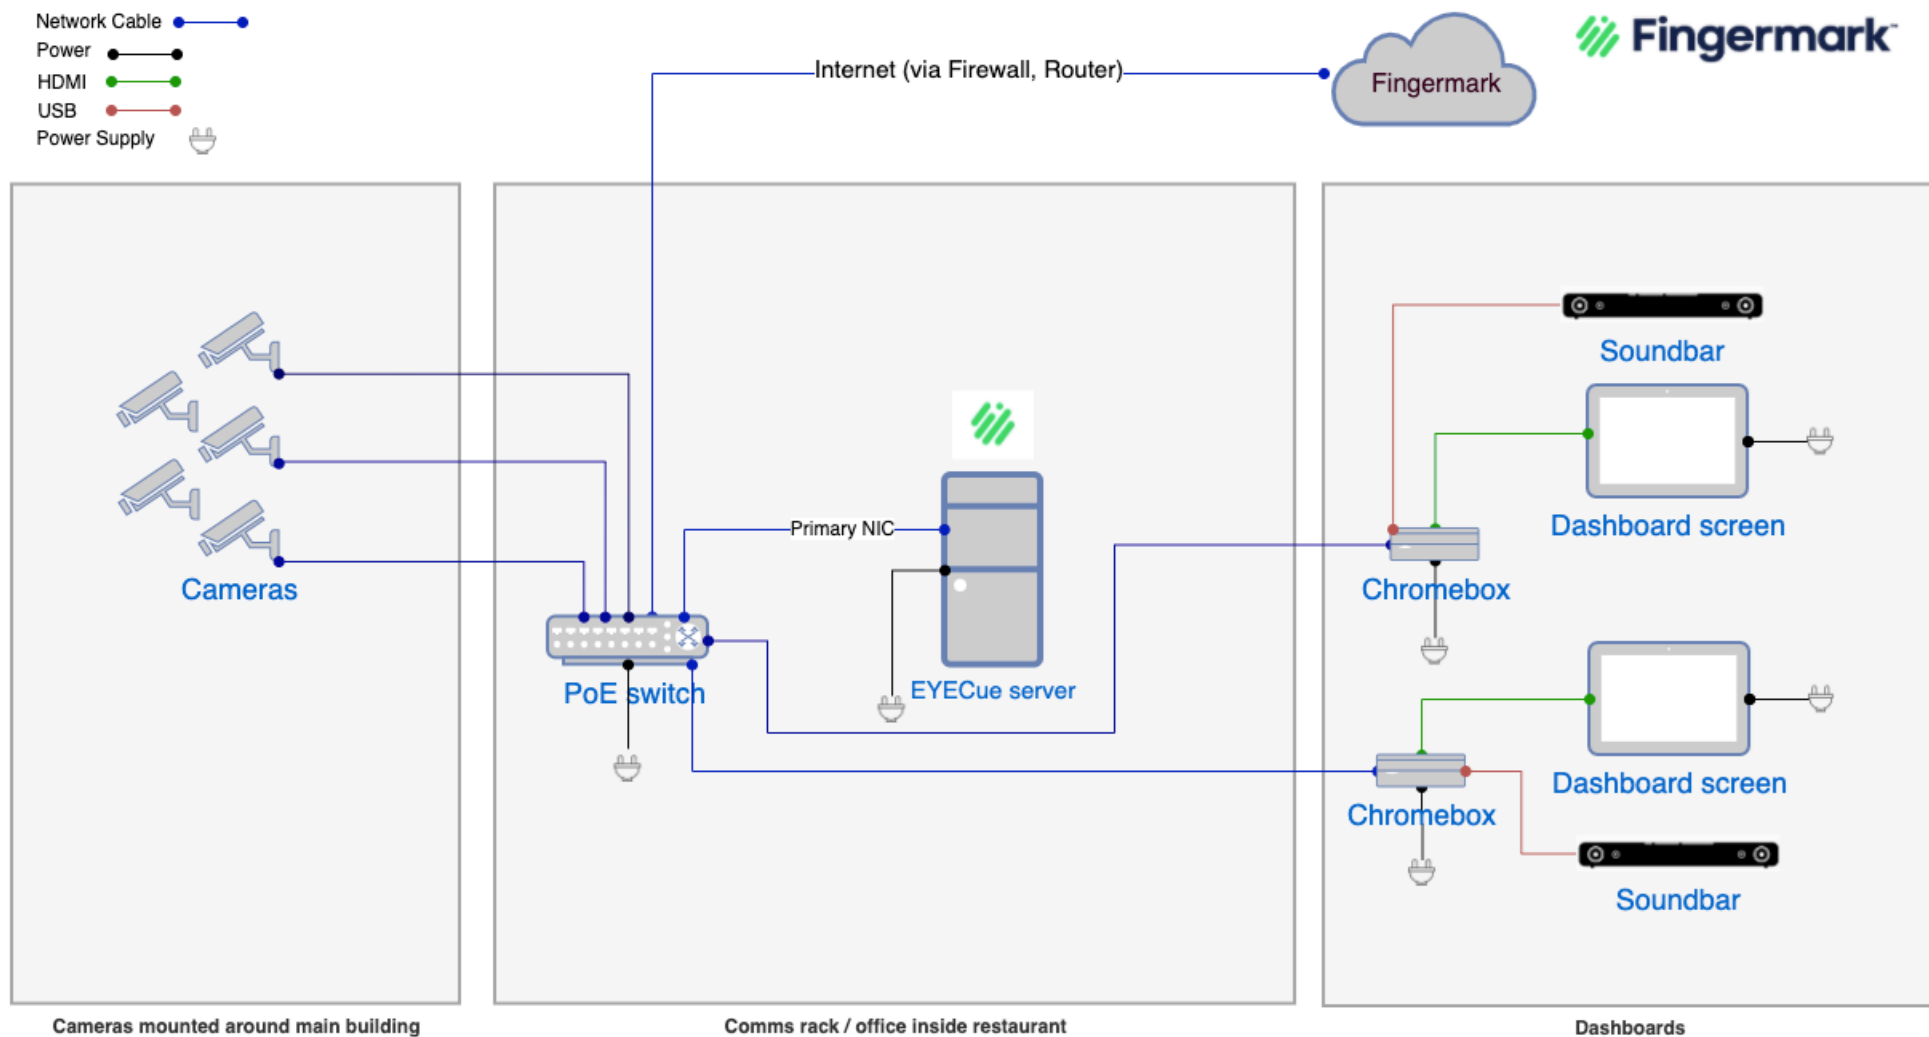 Network Cable
Power
HDMI
USB
Power Supply
Internet (via Firewall, Router)
Fingermark
Fingermark™
Cameras
Primary NIC
PoE switch
EYECue server
Soundbar
Dashboard screen
Chromebox
Dashboard screen
Chromebox
Soundbar
Cameras mounted around main building
Comms rack / office inside restaurant
Dashboards